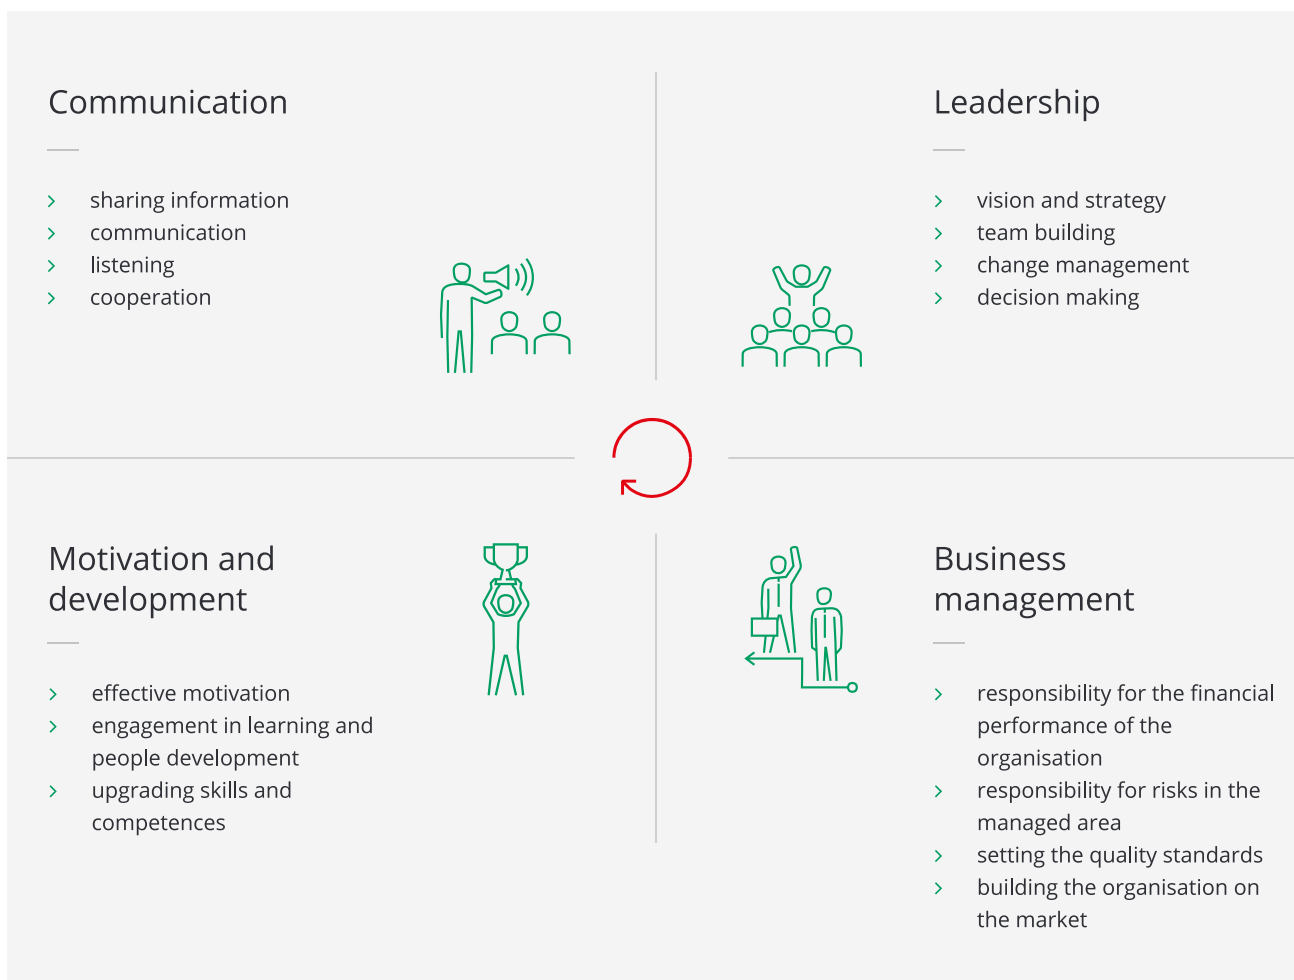 Communication
sharing information
communication
listening
cooperation
Leadership
vision and strategy
team building
change management
decision making
Motivation and
development
effective motivation
engagement in learning and
people development
upgrading skills and
competences
Business
management
responsibility for the financial
performance of the
organisation
responsibility for risks in the
managed area
setting the quality standards
building the organisation on
the market